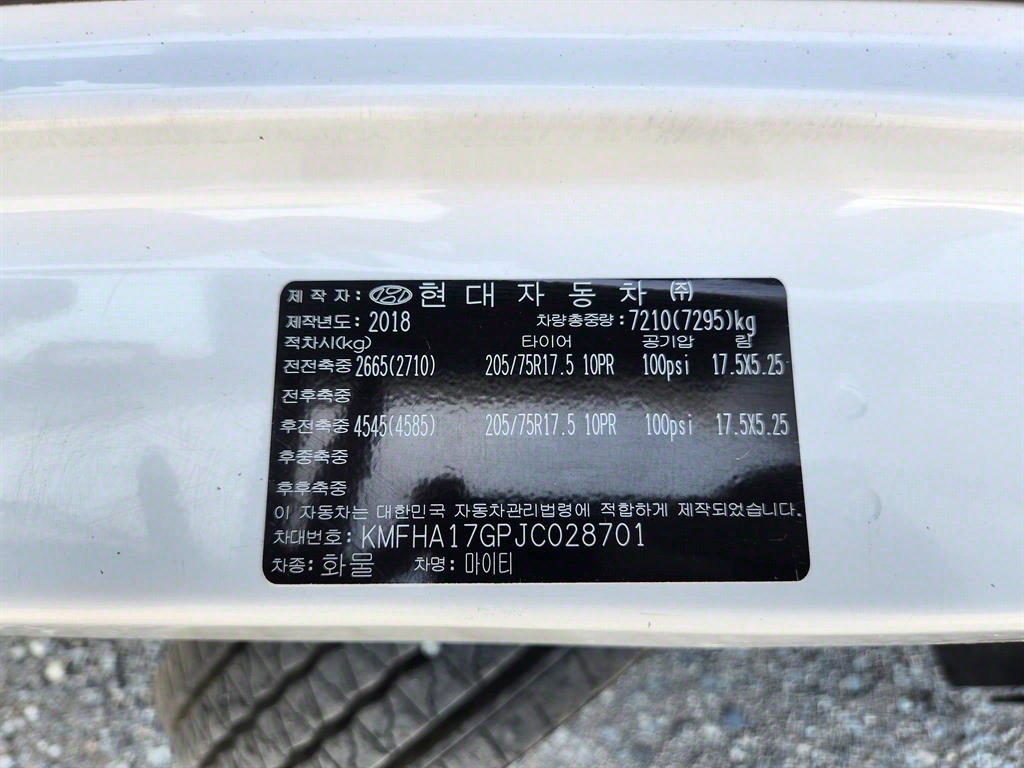 제 작 자: 현 대 자 동 차 ㈜
제작년도: 2018 차량총중량: 7210(7295)kg
적차시(kg) 타이어 공기압 림
전전축중 2665(2710) 205/75R17.5 10PR 100psi 17.5X5.25
전후축중
후전축중 4545(4585) 205/75R17.5 10PR 100psi 17.5X5.25
후중축중
후후축중
이 자동차는 대한민국 자동차관리법령에 적합하게 제작되었습니다.
차대번호: KMFHA17GPJC028701
차종: 화물 차명: 마이티